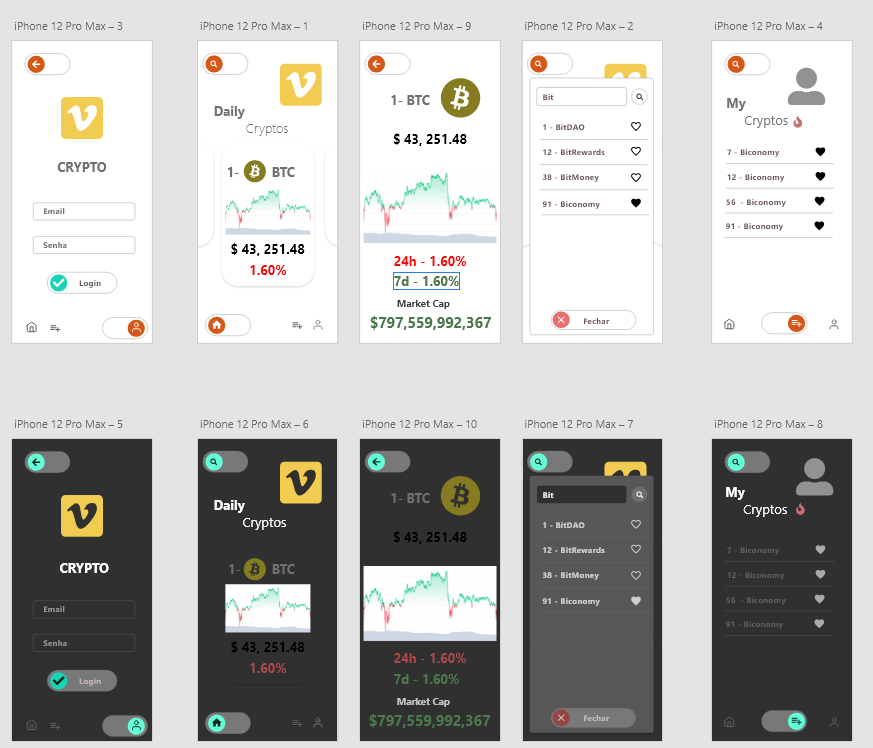 iPhone 12 Pro Max – 3
CRYPTO
Email
Senha
Login
iPhone 12 Pro Max – 1
Daily
Cryptos
1- BTC
$ 43, 251.48
1.60%
iPhone 12 Pro Max – 9
1- BTC
$ 43, 251.48
24h - 1.60%
7d - 1.60%
Market Cap
$797,559,992,367
iPhone 12 Pro Max – 2
Bit
1 - BitDAO
12 - BitRewards
38 - BitMoney
91 - Biconomy
Fechar
iPhone 12 Pro Max – 4
My
Cryptos
7 - Biconomy
12 - Biconomy
56 - Biconomy
91 - Biconomy
iPhone 12 Pro Max – 5
CRYPTO
Email
Senha
Login
iPhone 12 Pro Max – 6
Daily
Cryptos
1- BTC
$ 43, 251.48
1.60%
iPhone 12 Pro Max – 10
1- BTC
$ 43, 251.48
24h - 1.60%
7d - 1.60%
Market Cap
$797,559,992,367
iPhone 12 Pro Max – 7
Bit
1 - BitDAO
12 - BitRewards
38 - BitMoney
91 - Biconomy
Fechar
iPhone 12 Pro Max – 8
My
Cryptos
7 - Biconomy
12 - Biconomy
56 - Biconomy
91 - Biconomy